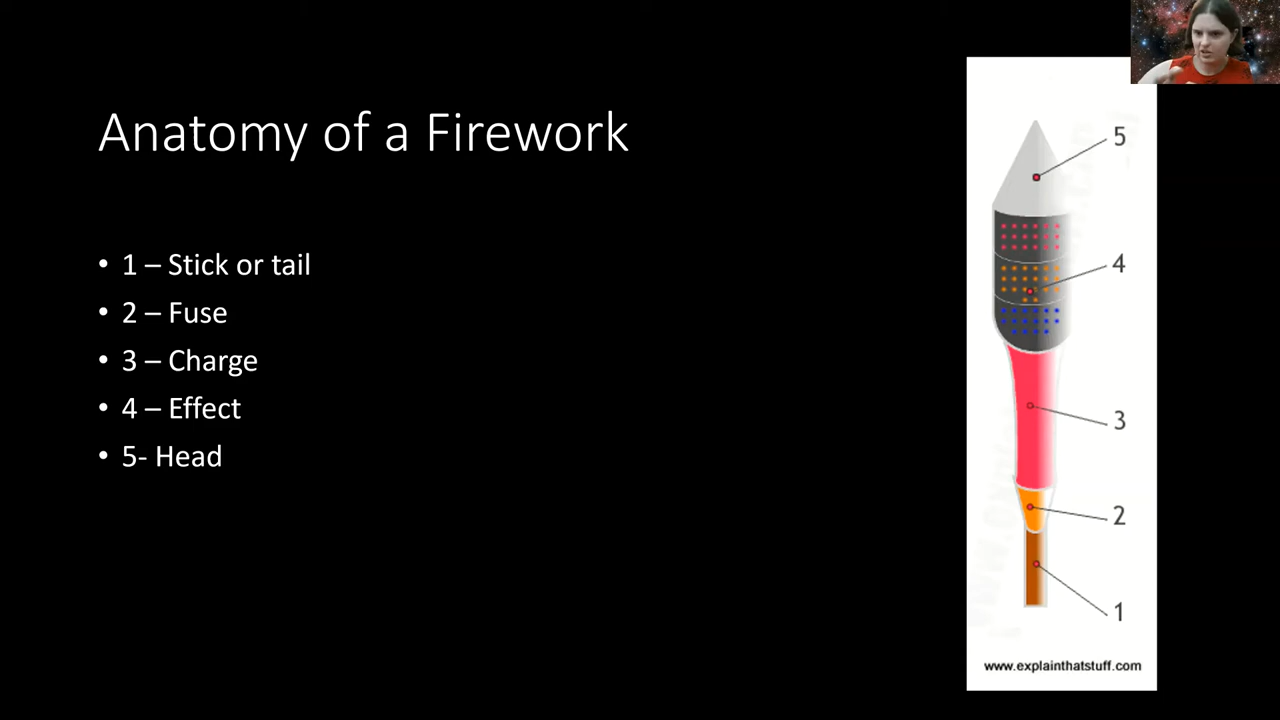 Anatomy of a Firework
• 1 – Stick or tail
• 2 – Fuse
• 3 – Charge
• 4 – Effect
• 5- Head
5
4
3
2
1
www.explainthatstuff.com